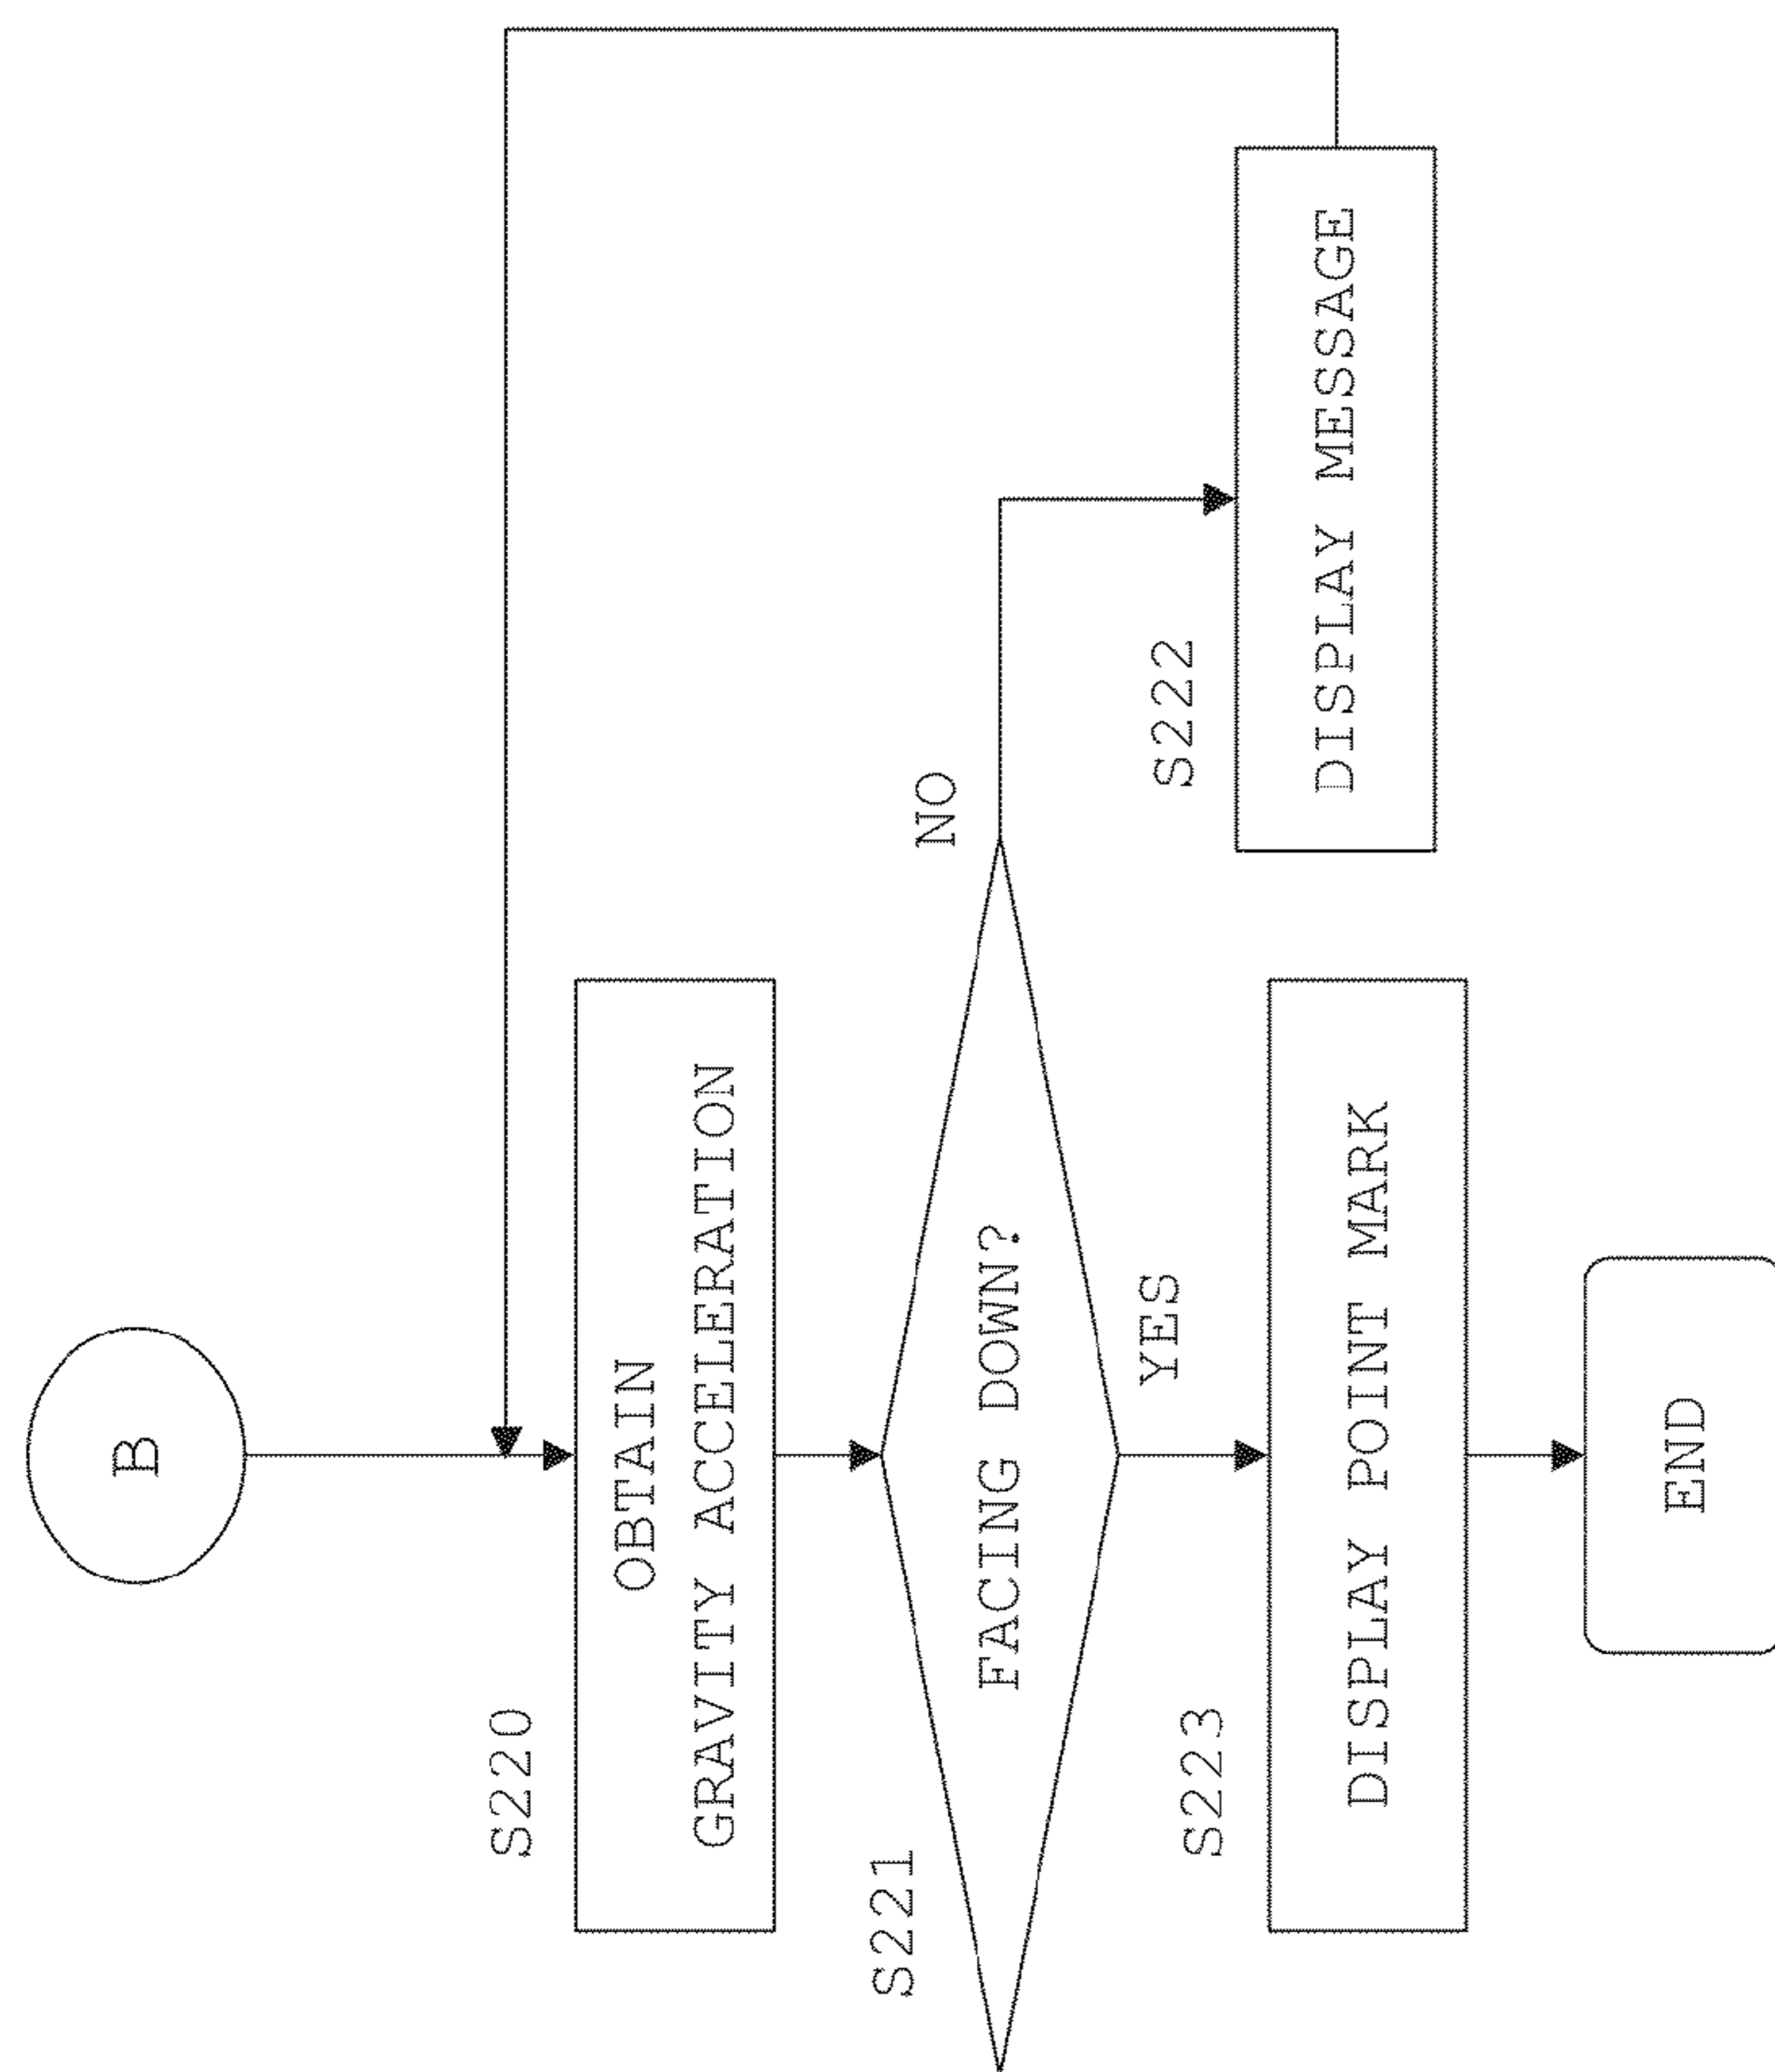 B
S220
OBTAIN
GRAVITY ACCELERATION
S221
FACING DOWN?
NO
S222
DISPLAY MESSAGE
YES
S223
DISPLAY POINT MARK
END